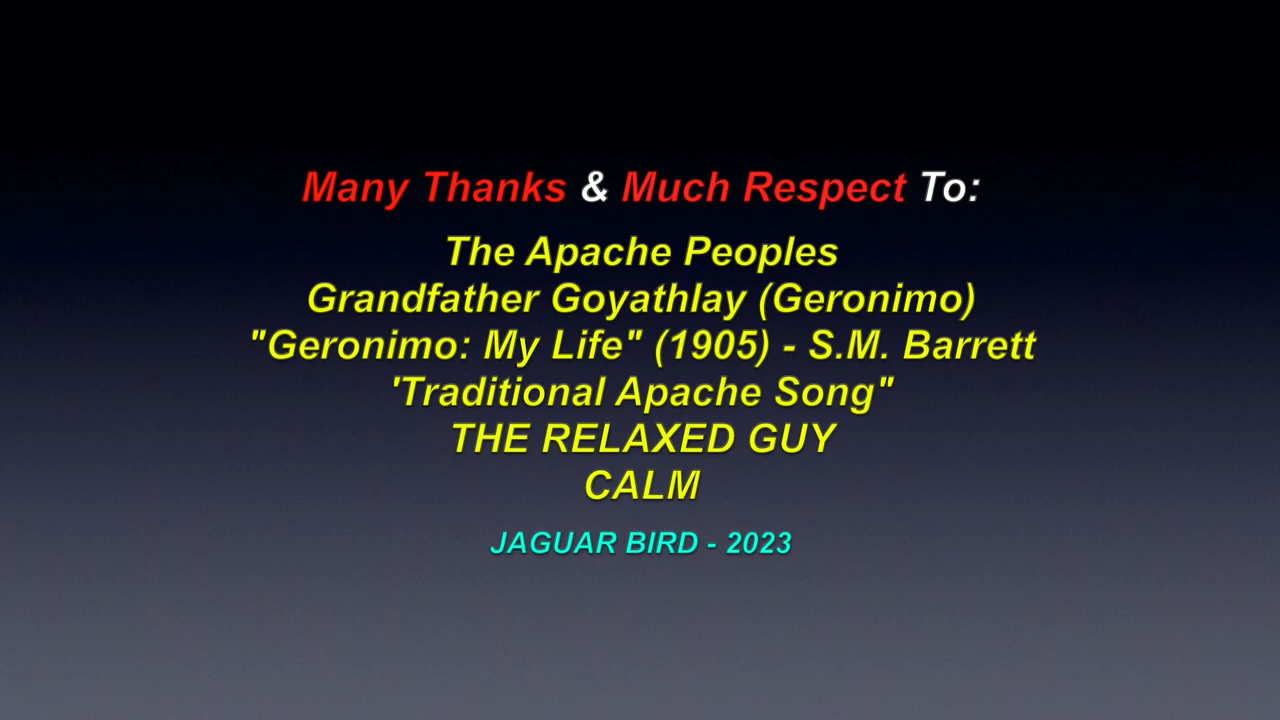 Many Thanks & Much Respect To:
The Apache Peoples
Grandfather Goyathlay (Geronimo)
"Geronimo: My Life" (1905) - S.M. Barrett
'Traditional Apache Song"
THE RELAXED GUY
CALM
JAGUAR BIRD - 2023